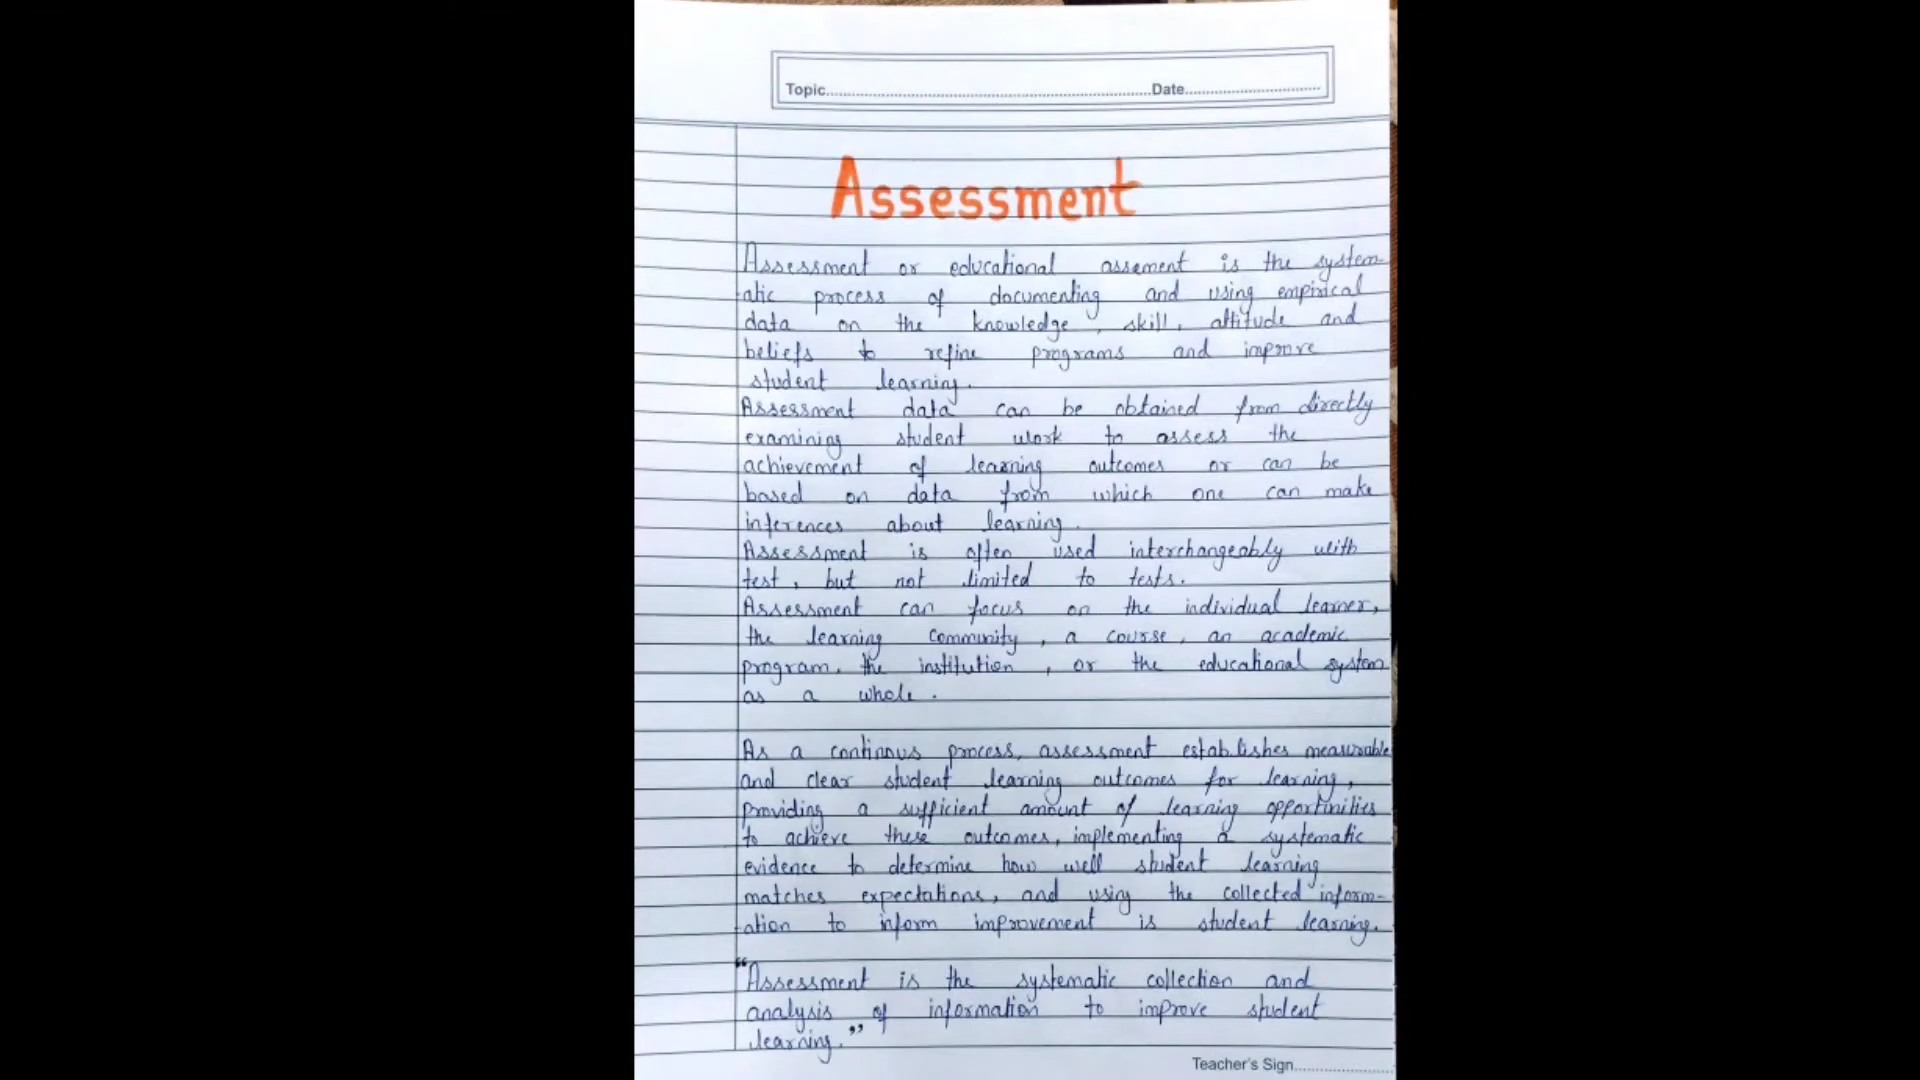 Topic..........Date..........
Assessment
Assessment or educational assement is the system-
-atic process of documenting and using empirical
data on the knowledge, skill, attitude and
beliefs to refine programs and improve
student learning.
Assessment data can be obtained from directly
examining student work to assess the
achievement of learning outcomes or can be
based on data from which one can make
inferences about learning.
Assessment is often used interchangeably with
test, but not limited to tests.
Assessment can focus on the individual learner,
the learning community, a course, an academic
program, the institution, or the educational system
as a whole.
As a continous process, assessment establishes measurable
and clear student learning outcomes for learning,
providing a sufficient amount of learning opportinities
to achieve these outcomes, implementing a systematic
evidence to determine how well student learning
matches expectations, and using the collected inform-
-ation to inform improvement is student learning.
"Assessment is the systematic collection and
analysis of information to improve student
learning."
Teacher's Sign..........